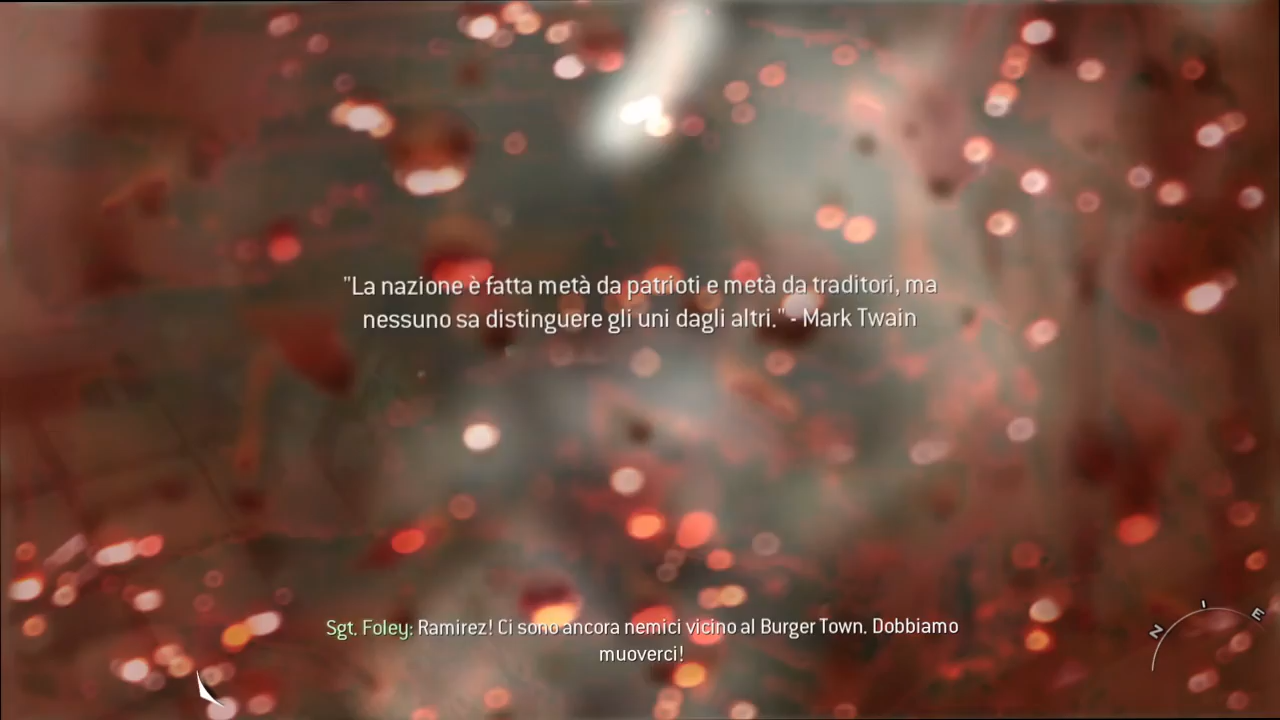 "La nazione è fatta metà da patrioti e metà da traditori, ma
nessuno sa distinguere gli uni dagli altri." - Mark Twain
Sgt. Foley: Ramirez! Ci sono ancora nemici vicino al Burger Town. Dobbiamo
muoverci!
N E